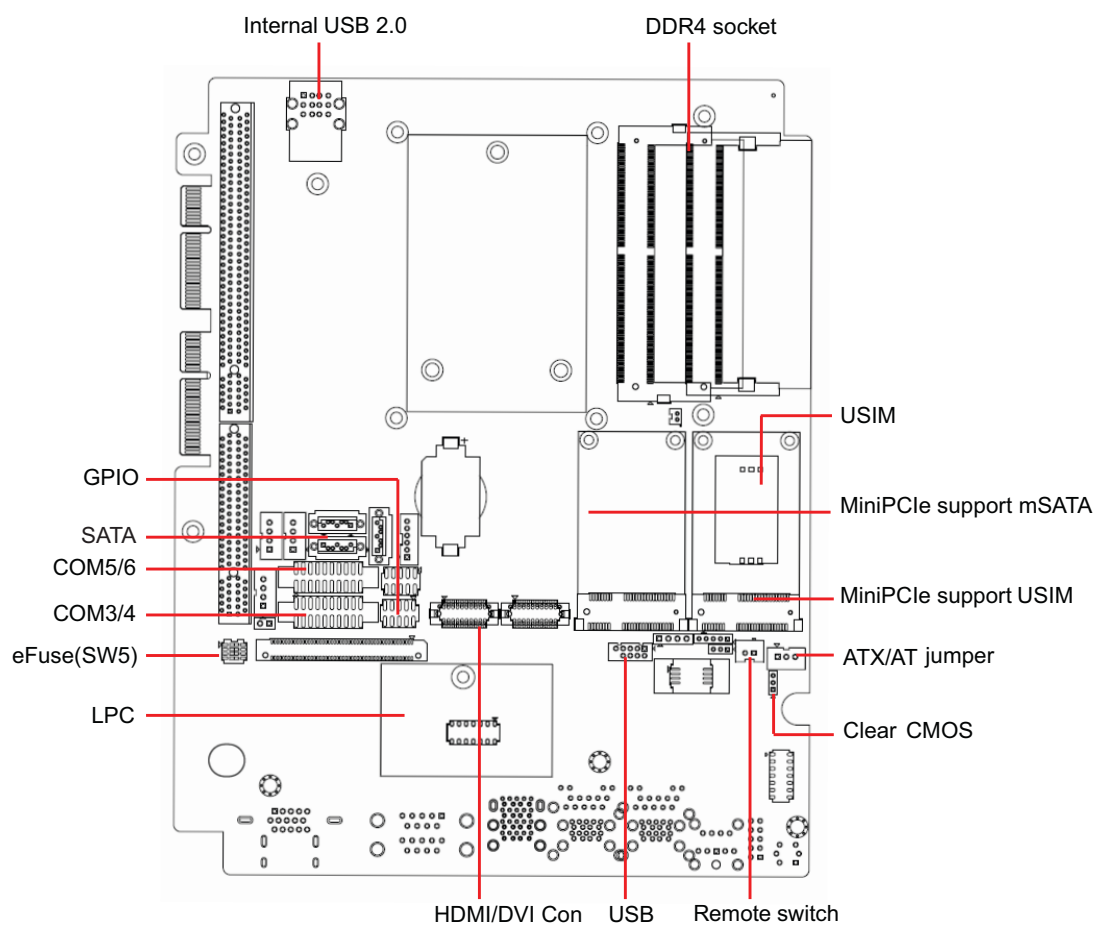 Internal USB 2.0
DDR4 socket
USIM
GPIO
MiniPCIe support mSATA
SATA
COM5/6
MiniPCIe support USIM
COM3/4
eFuse(SW5)
ATX/AT jumper
LPC
Clear CMOS
HDMI/DVI Con
USB
Remote switch